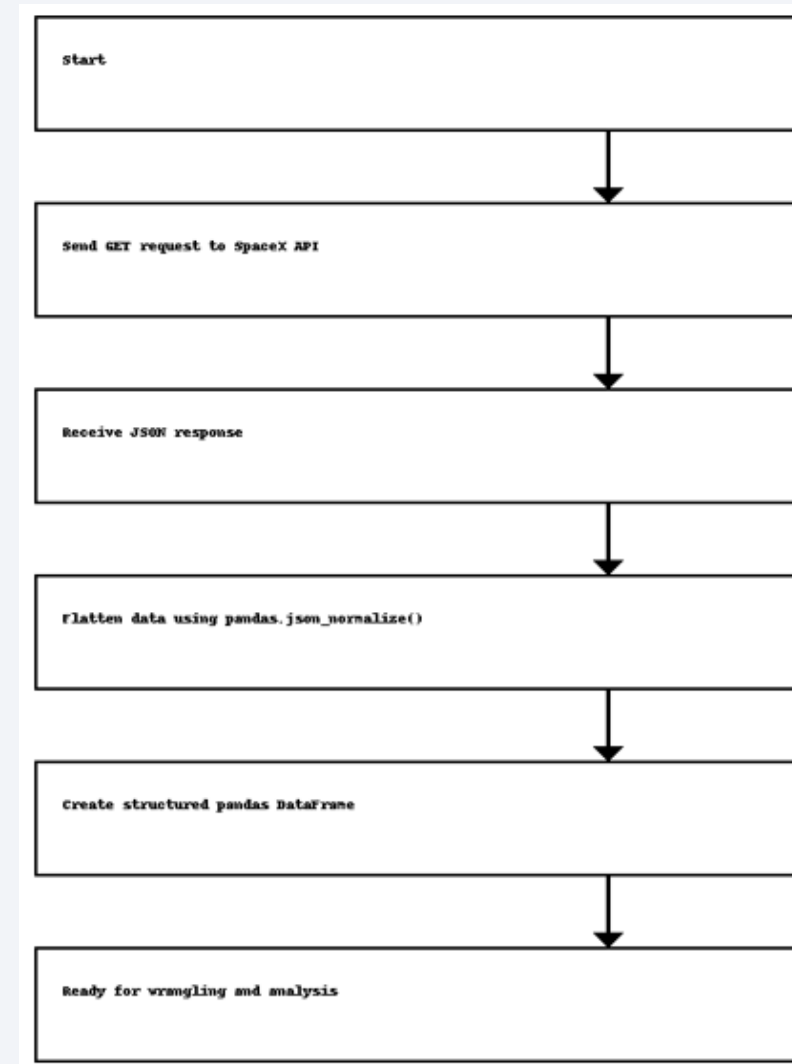 Start
Send GET request to SpaceX API
Receive JSON response
Flatten data using pandas.json_normalize()
Create structured pandas DataFrame
Ready for wrangling and analysis